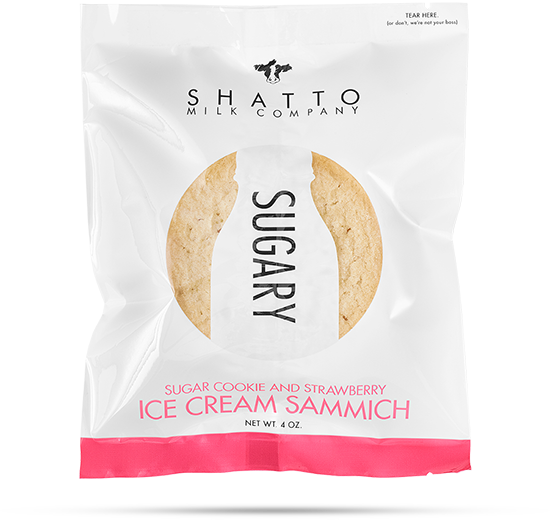 TEAR HERE.
(or don't, we're not your boss)
SHATTO
MILK COMPANY
SUGARY
SUGAR COOKIE AND STRAWBERRY
ICE CREAM SAMMICH
NET WT. 4 OZ.